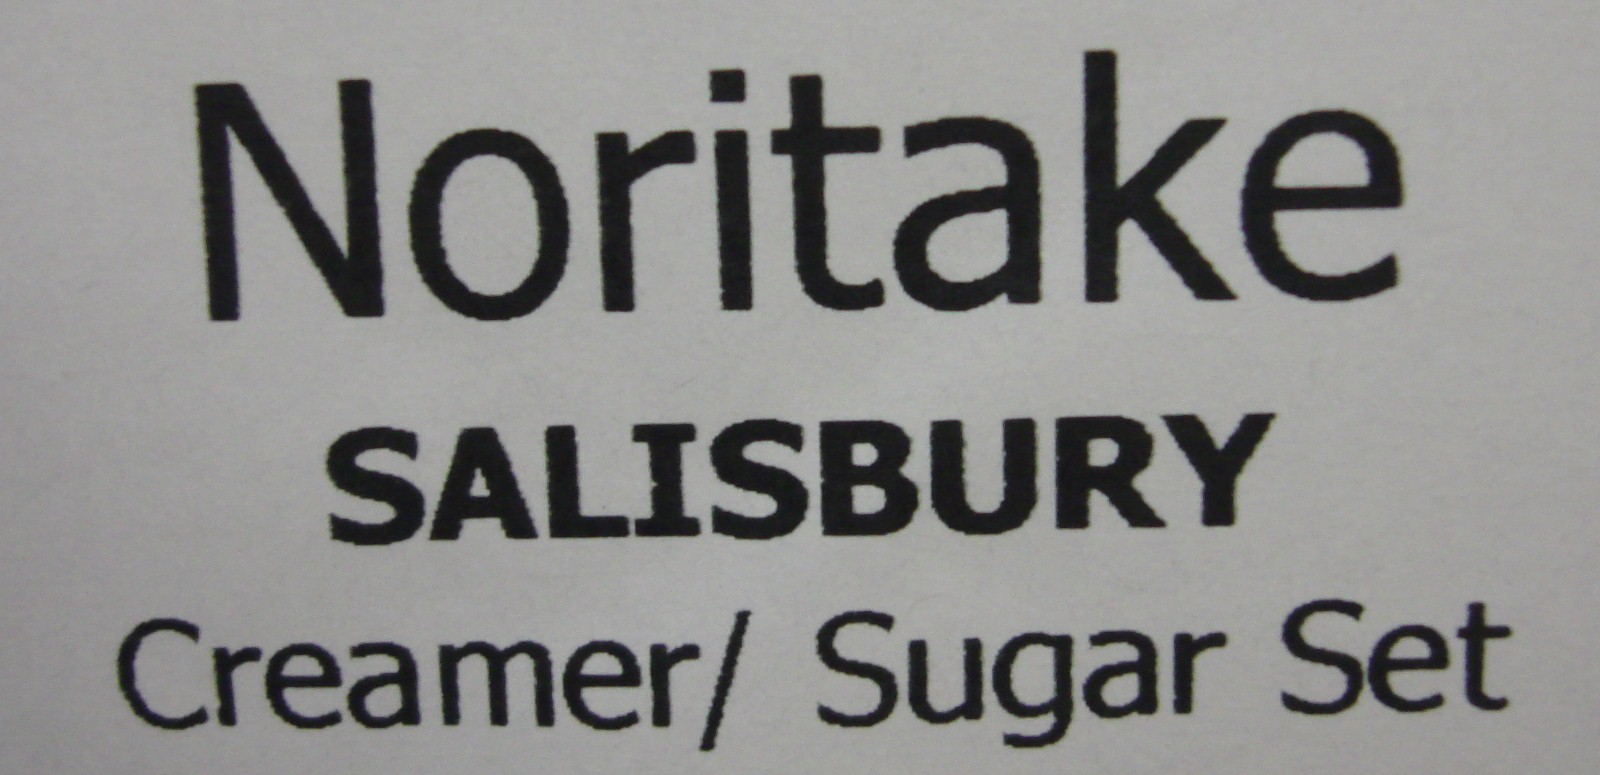 Noritake
SALISBURY
Creamer/ Sugar Set